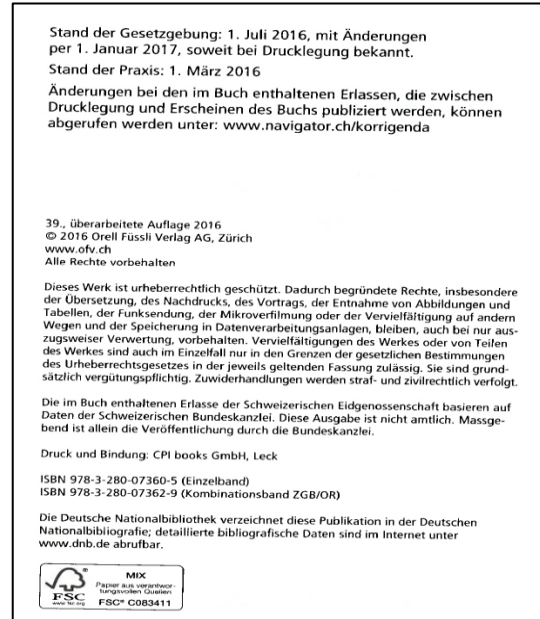 Stand der Gesetzgebung: 1. Juli 2016, mit Änderungen
per 1. Januar 2017, soweit bei Drucklegung bekannt.
Stand der Praxis: 1. März 2016
Änderungen bei den im Buch enthaltenen Erlassen, die zwischen
Drucklegung und Erscheinen des Buchs publiziert werden, können
abgerufen werden unter: www.navigator.ch/korrigenda
39., überarbeitete Auflage 2016
© 2016 Orell Füssli Verlag AG, Zürich
www.ofv.ch
Alle Rechte vorbehalten
Dieses Werk ist urheberrechtlich geschützt. Dadurch begründete Rechte, insbesondere
der Übersetzung, des Nachdrucks, des Vortrags, der Entnahme von Abbildungen und
Tabellen, der Funksendung, der Mikroverfilmung oder der Vervielfältigung auf andern
Wegen und der Speicherung in Datenverarbeitungsanlagen, bleiben, auch bei nur aus-
zugsweiser Verwertung, vorbehalten. Vervielfältigungen des Werkes oder von Teilen
des Werkes sind auch im Einzelfall nur in den Grenzen der gesetzlichen Bestimmungen
des Urheberrechtsgesetzes in der jeweils geltenden Fassung zulässig. Sie sind grund-
sätzlich vergütungspflichtig. Zuwiderhandlungen werden straf- und zivilrechtlich verfolgt.
Die im Buch enthaltenen Erlasse der Schweizerischen Eidgenossenschaft basieren auf
Daten der Schweizerischen Bundeskanzlei. Diese Ausgabe ist nicht amtlich. Massge-
bend ist allein die Veröffentlichung durch die Bundeskanzlei.
Druck und Bindung: CPI books GmbH, Leck
ISBN 978-3-280-07360-5 (Einzelband)
ISBN 978-3-280-07362-9 (Kombinationsband ZGB/OR)
Die Deutsche Nationalbibliothek verzeichnet diese Publikation in der Deutschen
Nationalbibliografie; detaillierte bibliografische Daten sind im Internet unter
www.dnb.de abrufbar.
MIX
Papier aus verantwor-
tungsvollen Quellen
FSC® C083411
FSC
www.fsc.org